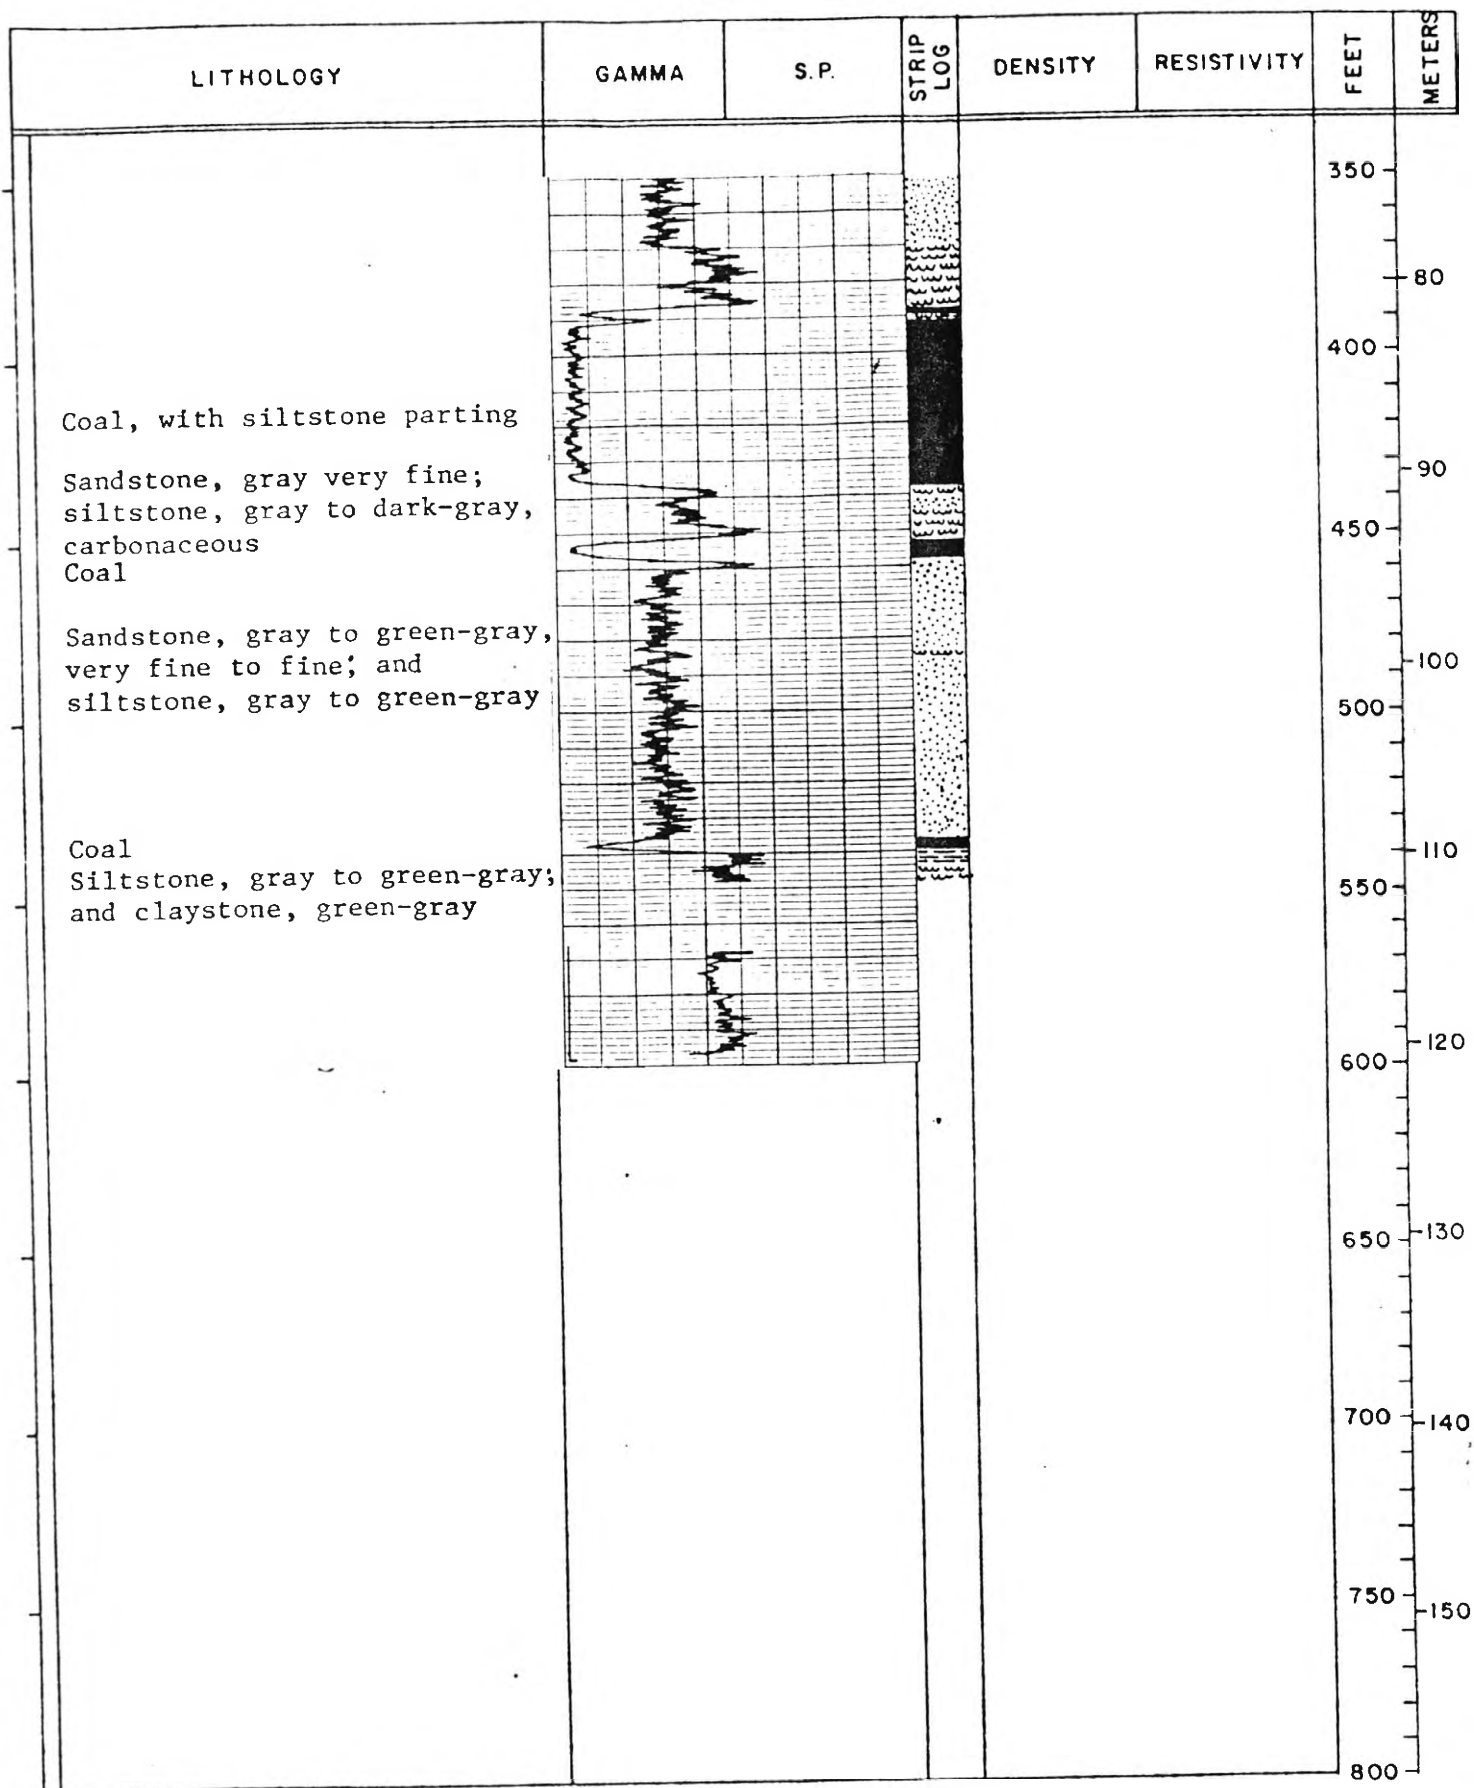 LITHOLOGY
GAMMA
S.P.
STRIP LOG
DENSITY
RESISTIVITY
FEET
METERS
Coal, with siltstone parting
Sandstone, gray very fine;
siltstone, gray to dark-gray,
carbonaceous
Coal
Sandstone, gray to green-gray,
very fine to fine; and
siltstone, gray to green-gray
Coal
Siltstone, gray to green-gray;
and claystone, green-gray
350
400
450
500
550
600
650
700
750
800
80
90
100
110
120
130
140
150